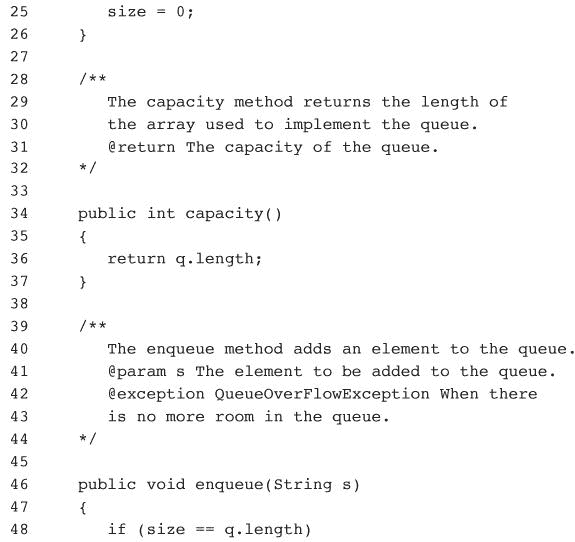 25        size = 0;
26     }
27
28     /**
29        The capacity method returns the length of
30        the array used to implement the queue.
31        @return The capacity of the queue.
32     */
33
34     public int capacity()
35     {
36        return q.length;
37     }
38
39     /**
40        The enqueue method adds an element to the queue.
41        @param s The element to be added to the queue.
42        @exception QueueOverFlowException When there
43        is no more room in the queue.
44     */
45
46     public void enqueue(String s)
47     {
48        if (size == q.length)